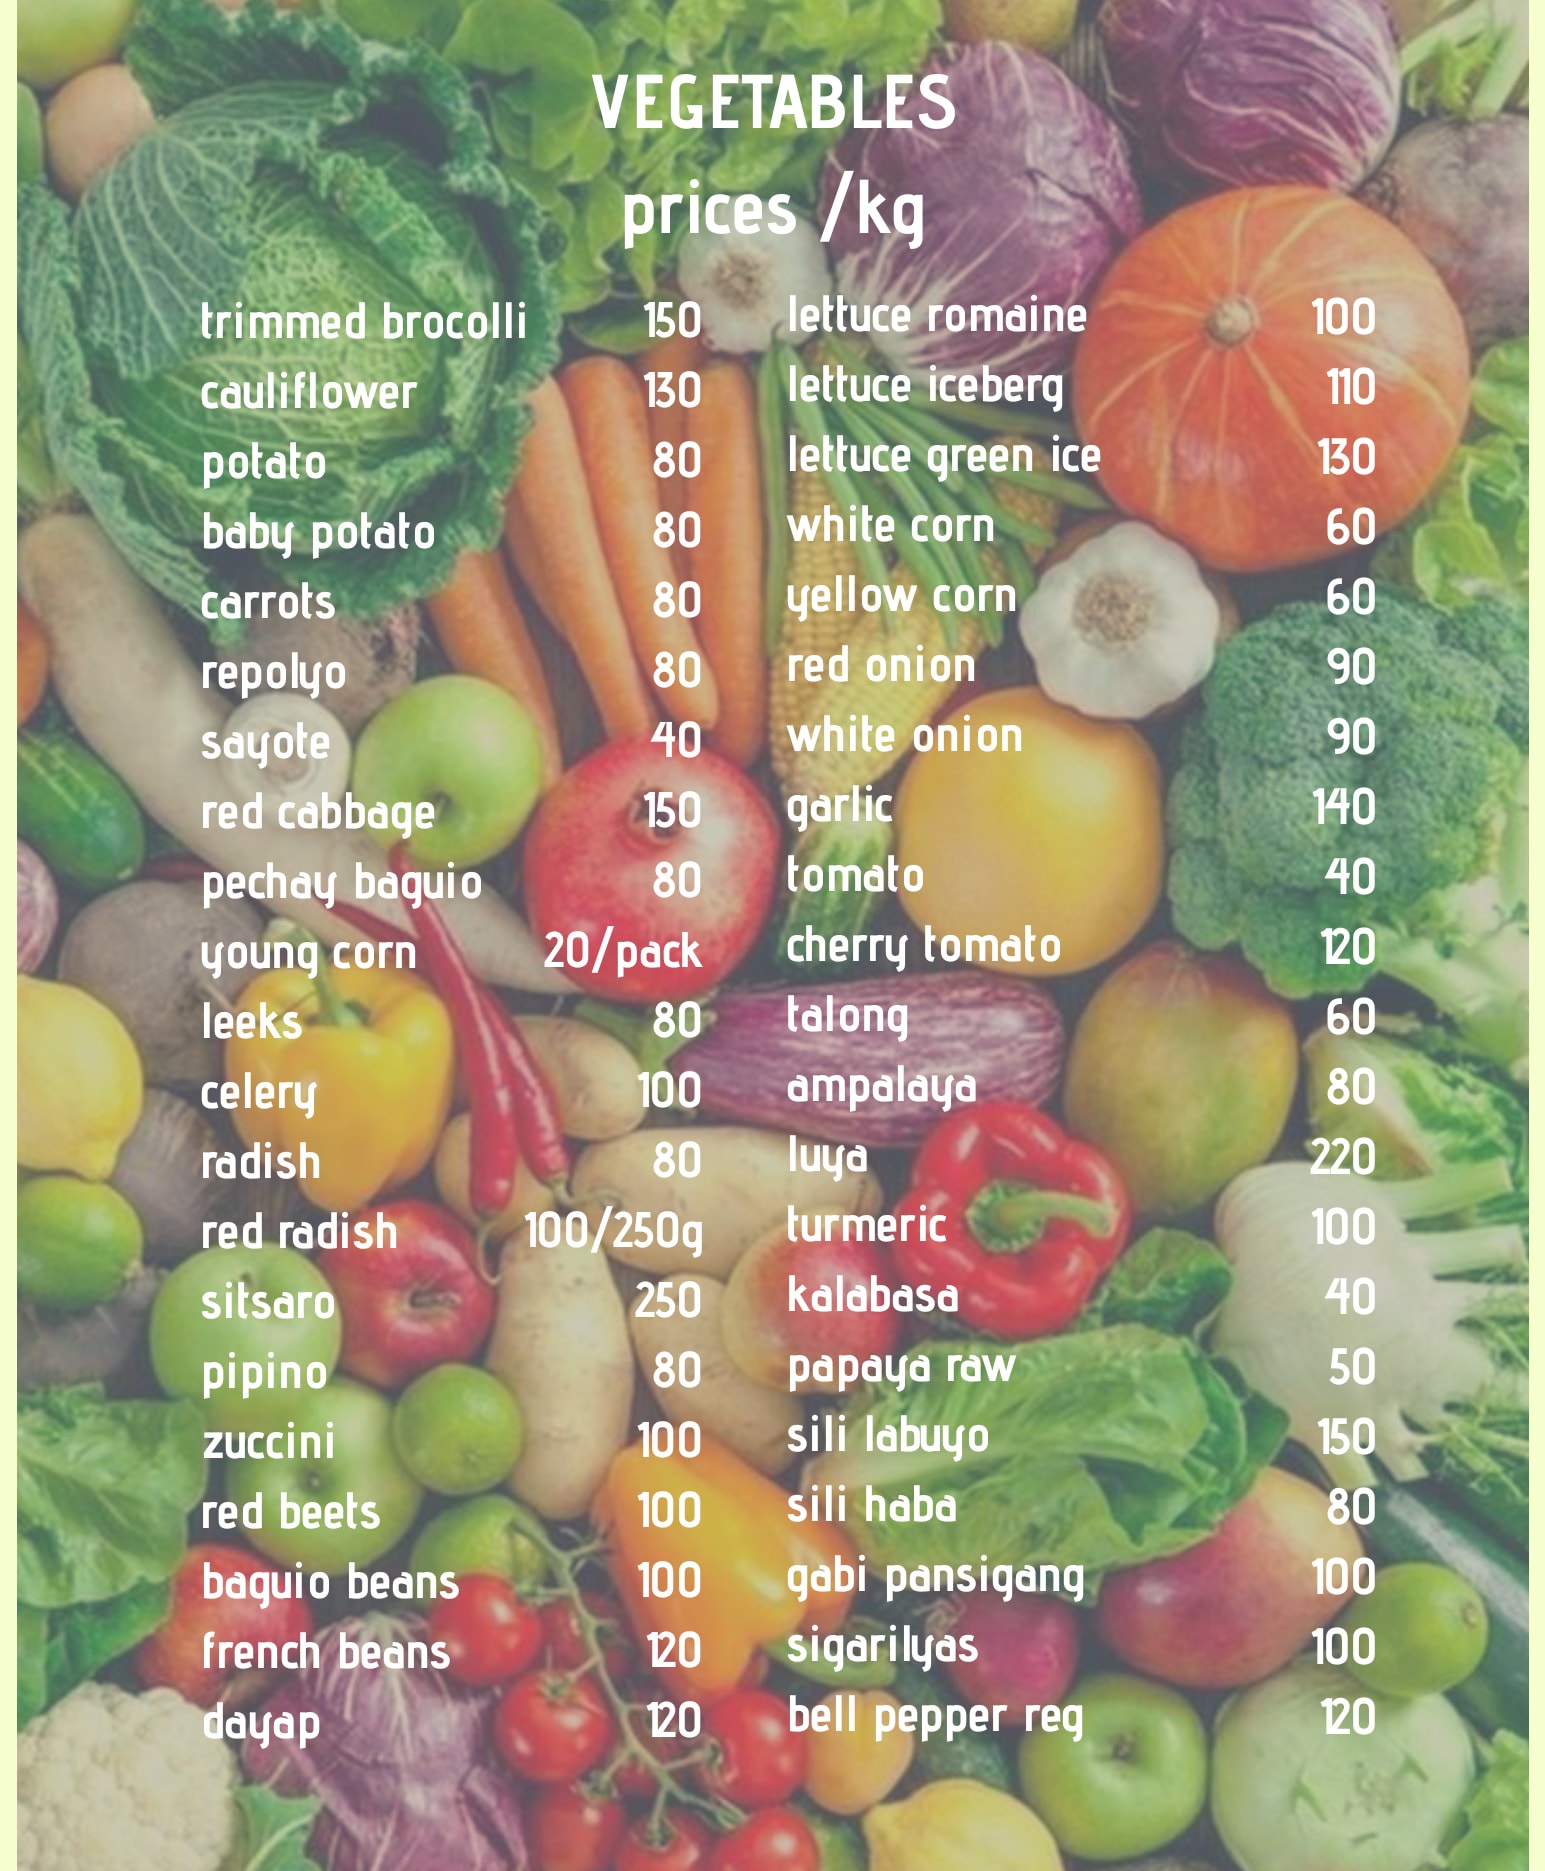 VEGETABLES
prices /kg
trimmed brocolli 150
cauliflower 130
potato 80
baby potato 80
carrots 80
repolyo 80
sayote 40
red cabbage 150
pechay baguio 80
young corn 20/pack
leeks 80
celery 100
radish 80
red radish 100/250g
sitsaro 250
pipino 80
zuccini 100
red beets 100
baguio beans 100
french beans 120
dayap 120
lettuce romaine 100
lettuce iceberg 110
lettuce green ice 130
white corn 60
yellow corn 60
red onion 90
white onion 90
garlic 140
tomato 40
cherry tomato 120
talong 60
ampalaya 80
luya 220
turmeric 100
kalabasa 40
papaya raw 50
sili labuyo 150
sili haba 80
gabi pansigang 100
sigarilyas 100
bell pepper reg 120